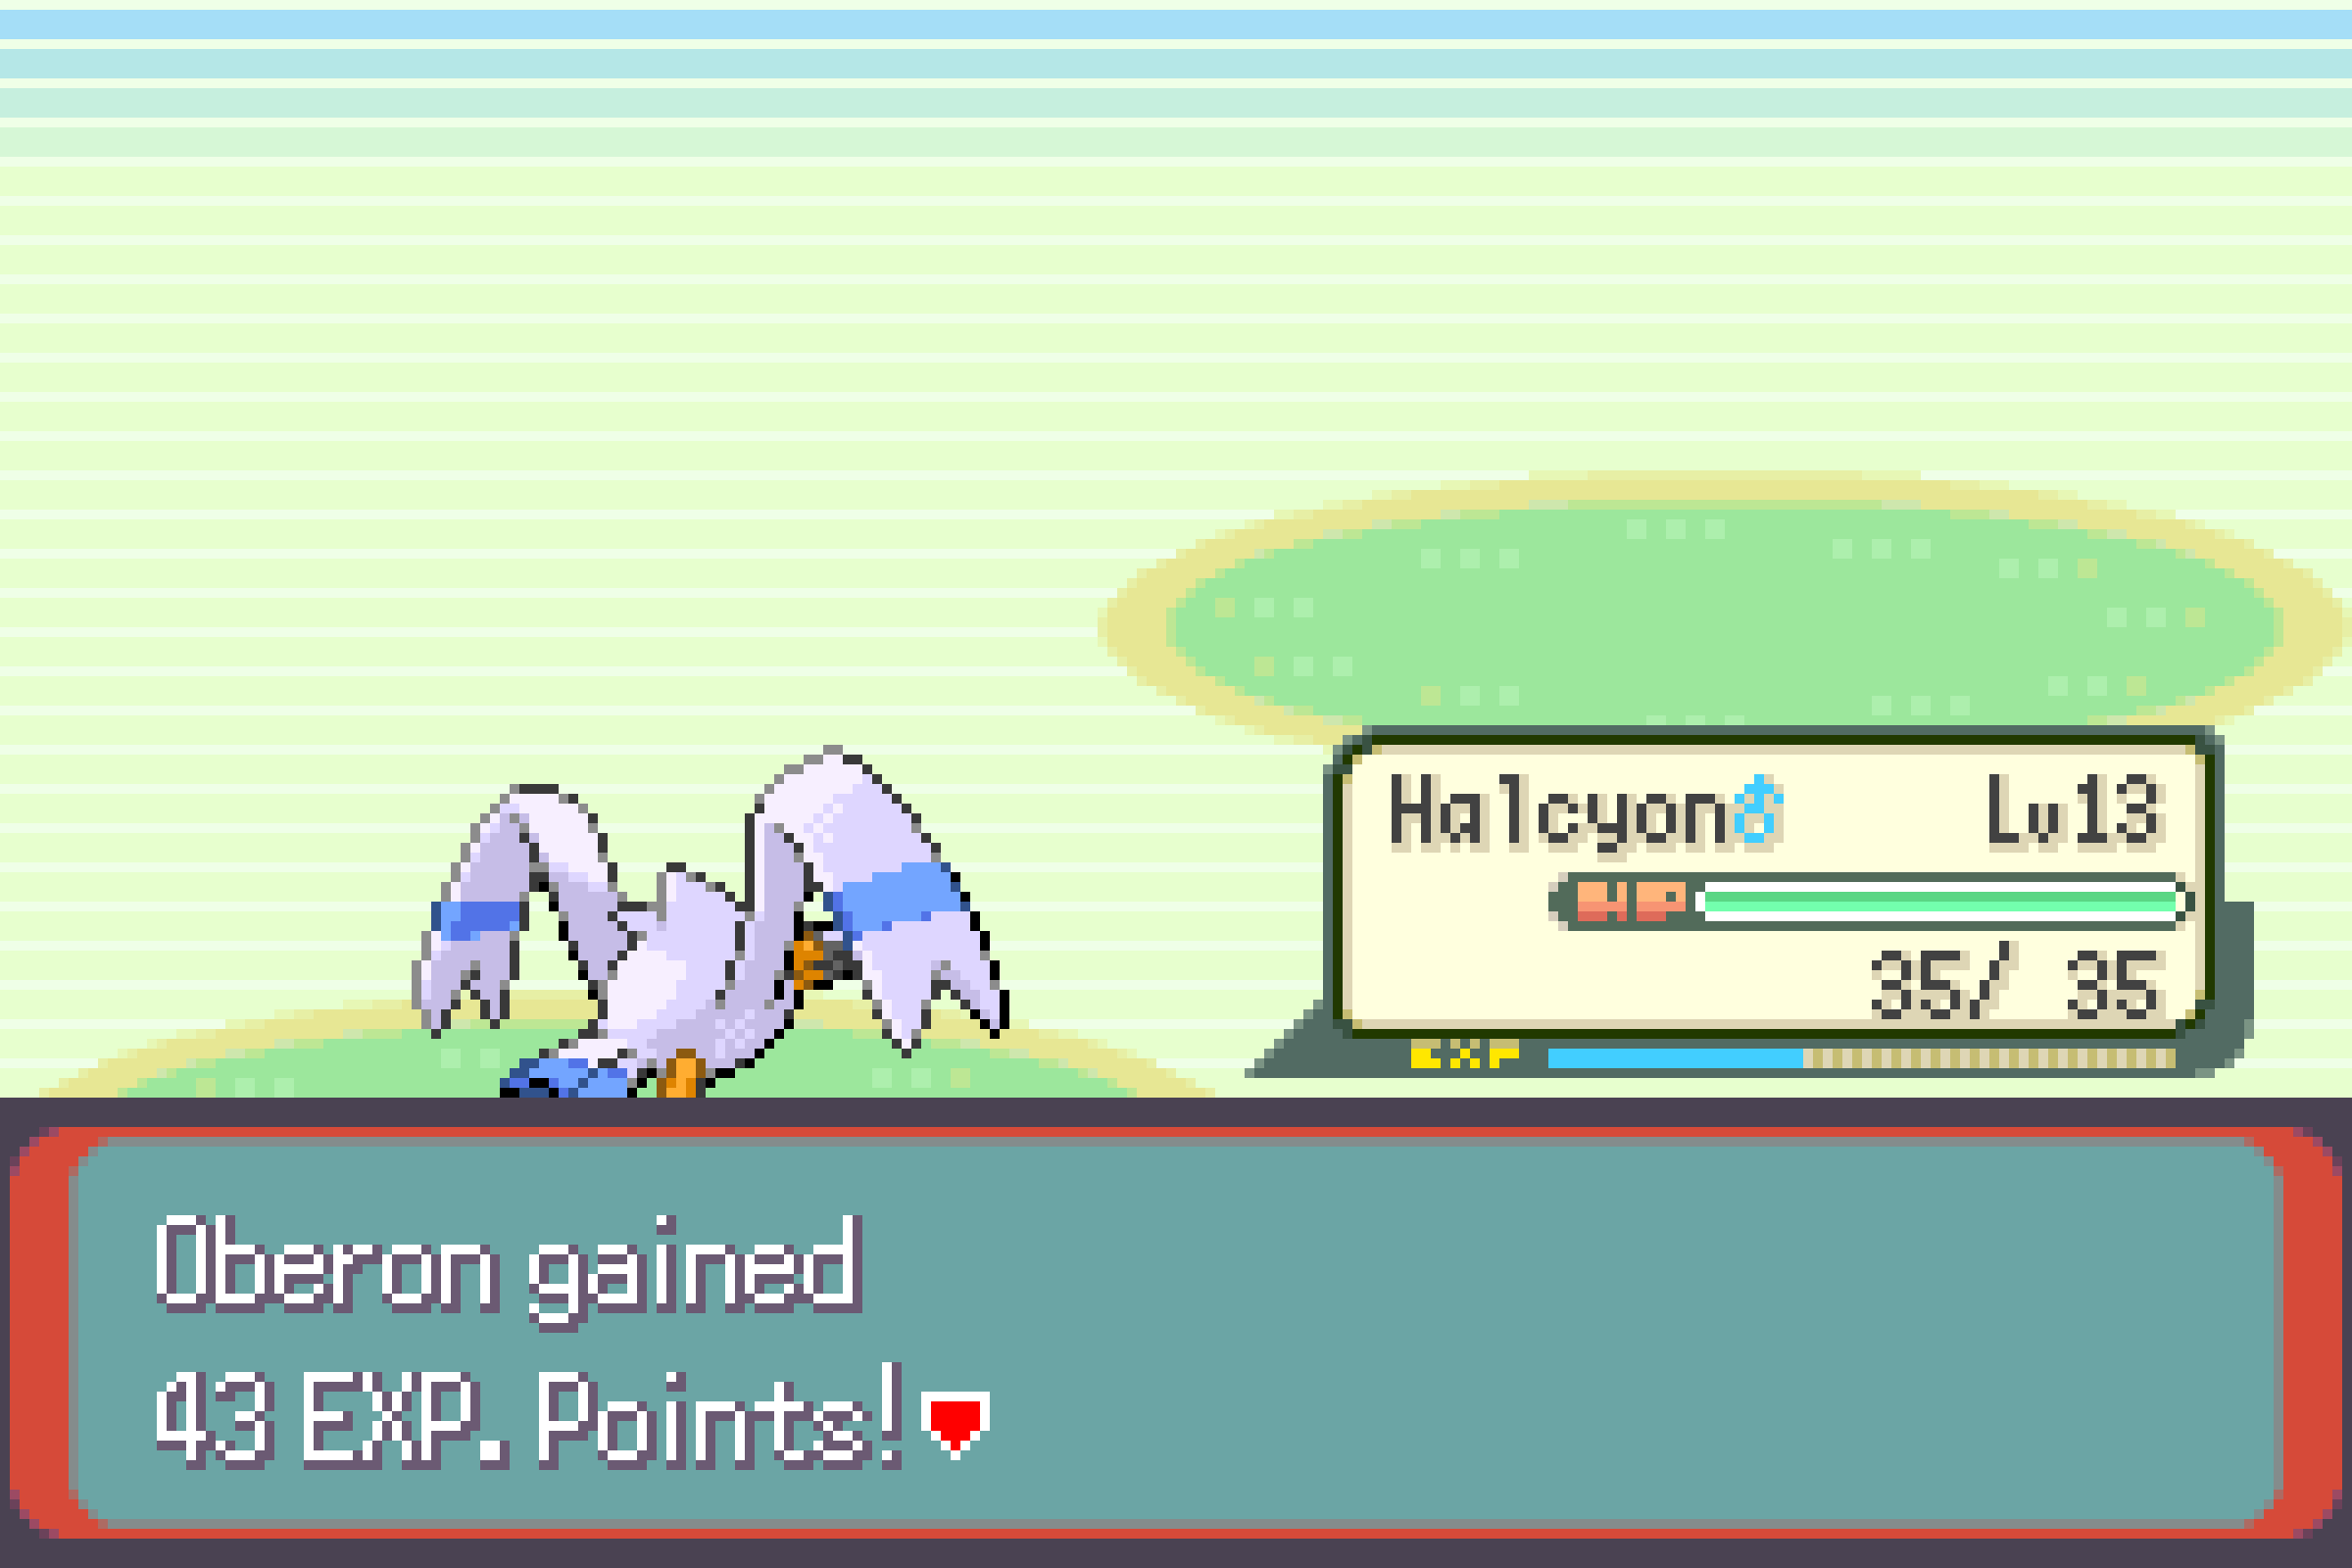 Halcyon♂ Lv13
HP
35/ 35
EXP
Oberon gained
43 EXP. Points!